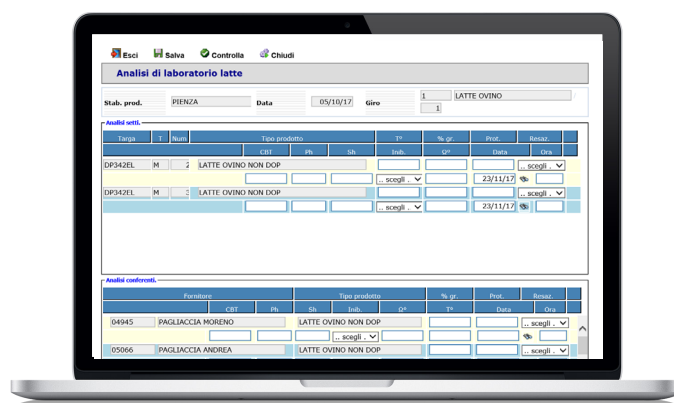 Esci Salva Controlla Chiudi
Analisi di laboratorio latte
Stab. prod. PIENZA Data 05/10/17 Giro 1 LATTE OVINO
1
Analisi setti.
Targa T Num Tipo prodotto T° % gr. Prot. Resaz.
CBT Ph Sh Inib. Q° Data Ora
DP342EL M 2 LATTE OVINO NON DOP .. scegli . 
.. scegli . 23/11/17
DP342EL M 3 LATTE OVINO NON DOP .. scegli .
.. scegli . 23/11/17
Analisi conferenti.
Fornitore Tipo prodotto % gr. Prot. Resaz.
CBT Ph Sh Inib. Q° T° Data Ora
04945 PAGLIACCIA MORENO LATTE OVINO NON DOP .. scegli .
.. scegli .
05066 PAGLIACCIA ANDREA LATTE OVINO NON DOP .. scegli .